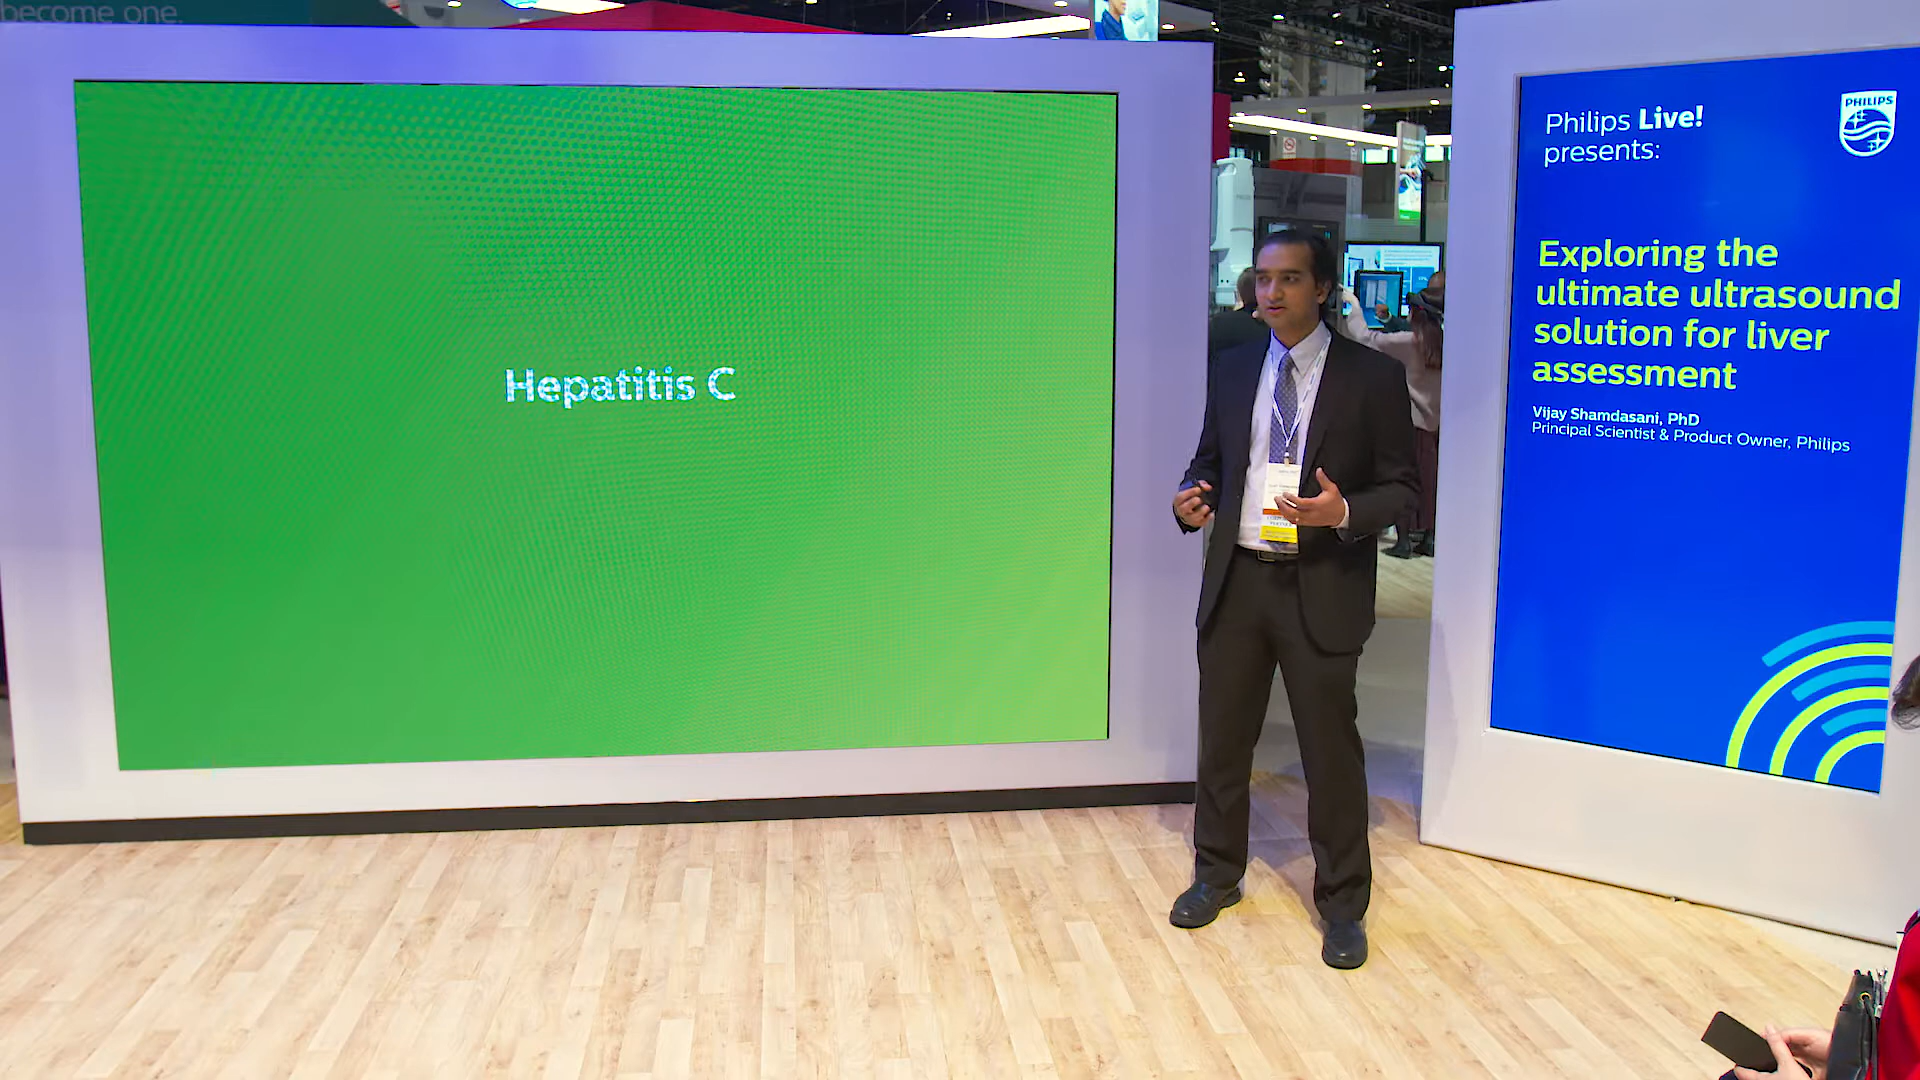 become one.
Hepatitis C
PHILIPS
Philips Live!
presents:
Exploring the
ultimate ultrasound
solution for liver
assessment
Vijay Shamdasani, PhD
Principal Scientist & Product Owner, Philips